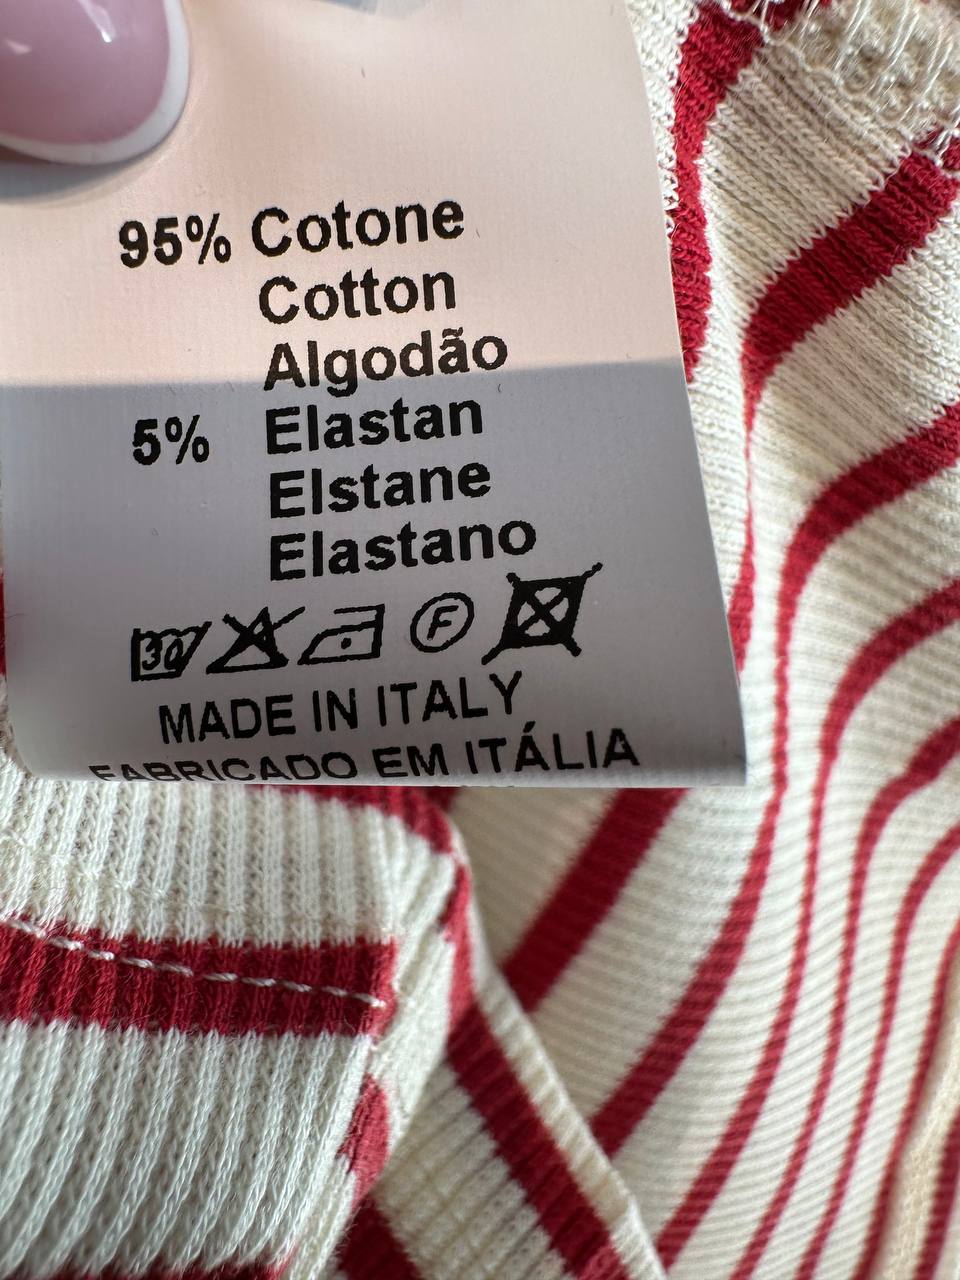 95% Cotone
Cotton
Algodão
5% Elastan
Elstane
Elastano
30 F
MADE IN ITALY
FABRICADO EM ITÁLIA